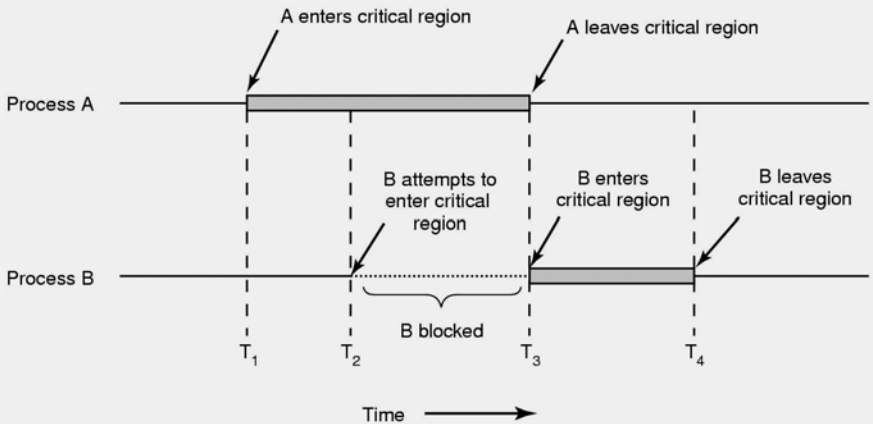 A enters critical region
A leaves critical region
Process A
B attempts to
enter critical
region
B enters
critical region
B leaves
critical region
Process B
B blocked
T₁
T₂
T₃
T₄
Time